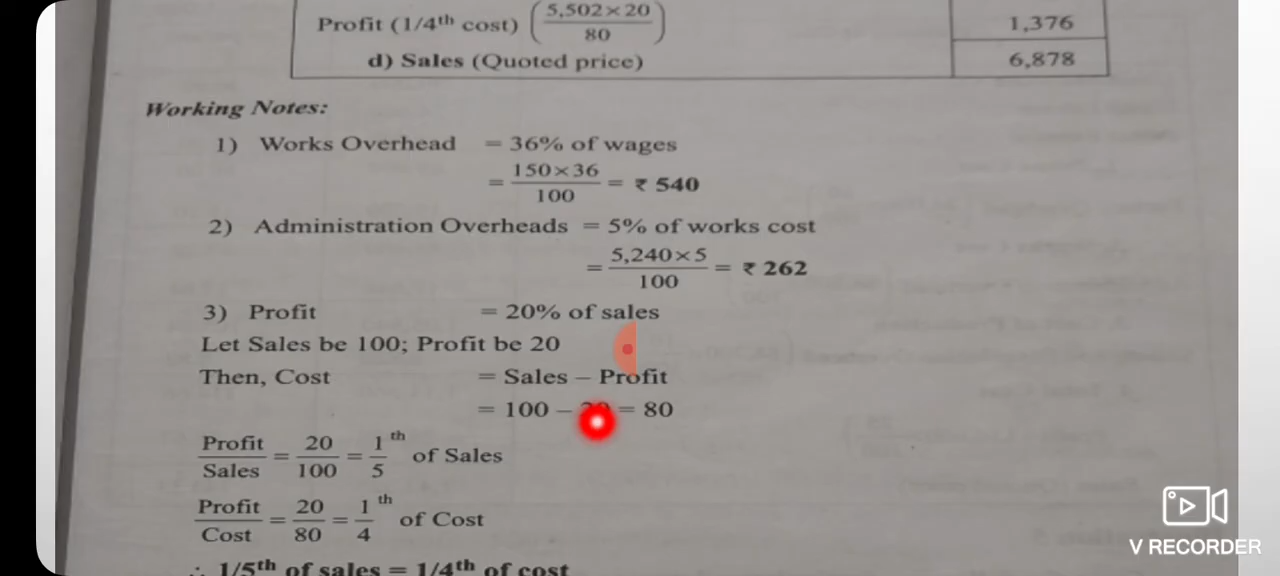 Profit (1/4th cost) (5,502×20/80) 1,376
d) Sales (Quoted price) 6,878
Working Notes:
1) Works Overhead = 36% of wages
= 150×36/100 = ₹ 540
2) Administration Overheads = 5% of works cost
= 5,240×5/100 = ₹ 262
3) Profit = 20% of sales
Let Sales be 100; Profit be 20
Then, Cost = Sales – Profit
= 100 – = 80
Profit/Sales = 20/100 = 1/5 th of Sales
Profit/Cost = 20/80 = 1/4 th of Cost
∴ 1/5th of sales = 1/4th of cost
V RECORDER